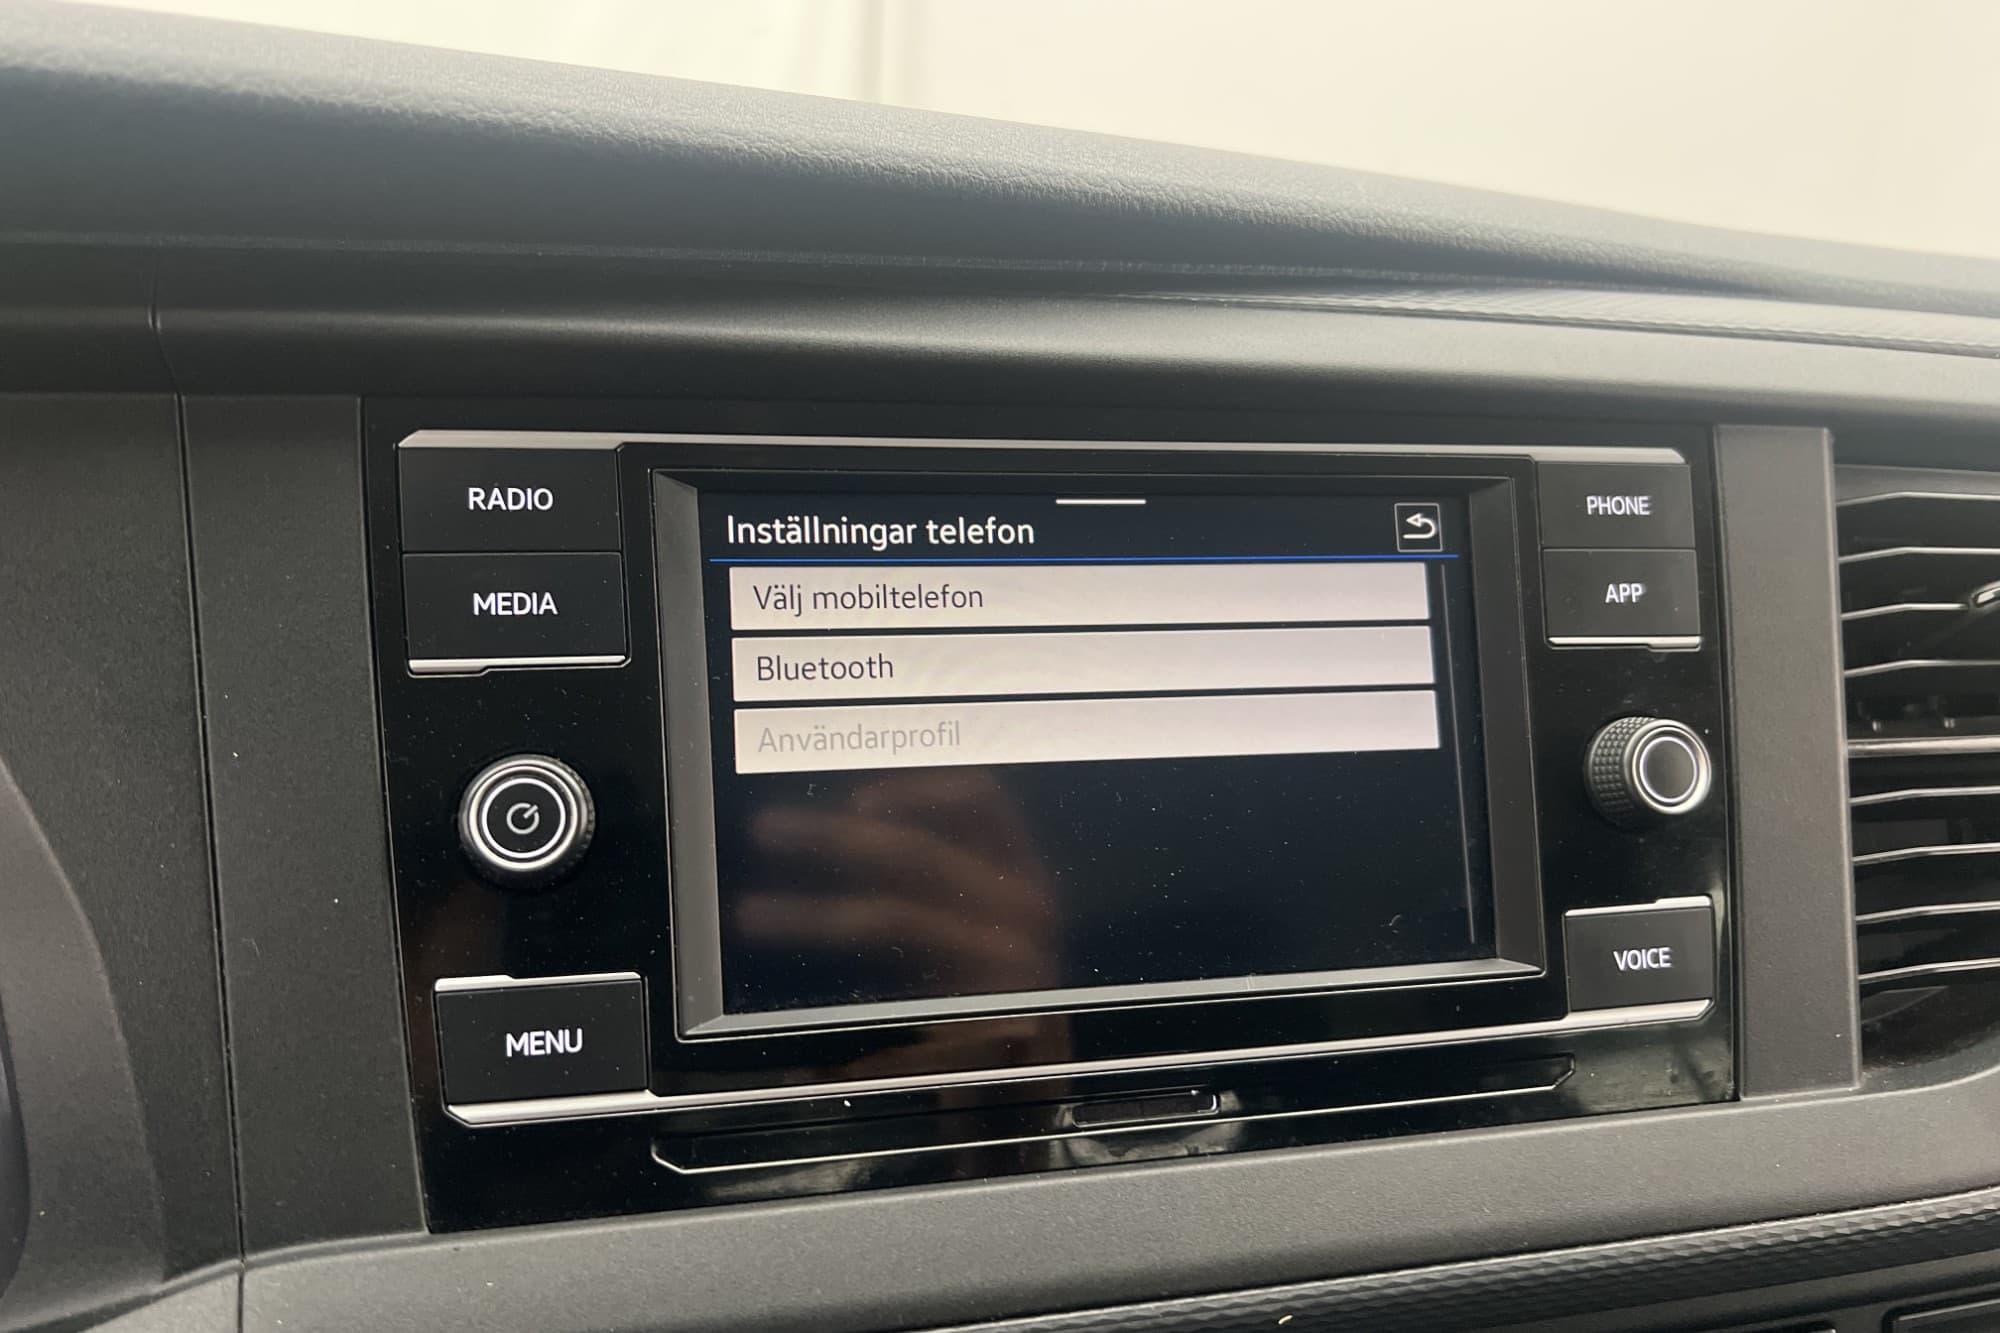 RADIO
MEDIA
MENU
Inställningar telefon
Välj mobiltelefon
Bluetooth
Användarprofil
PHONE
APP
VOICE